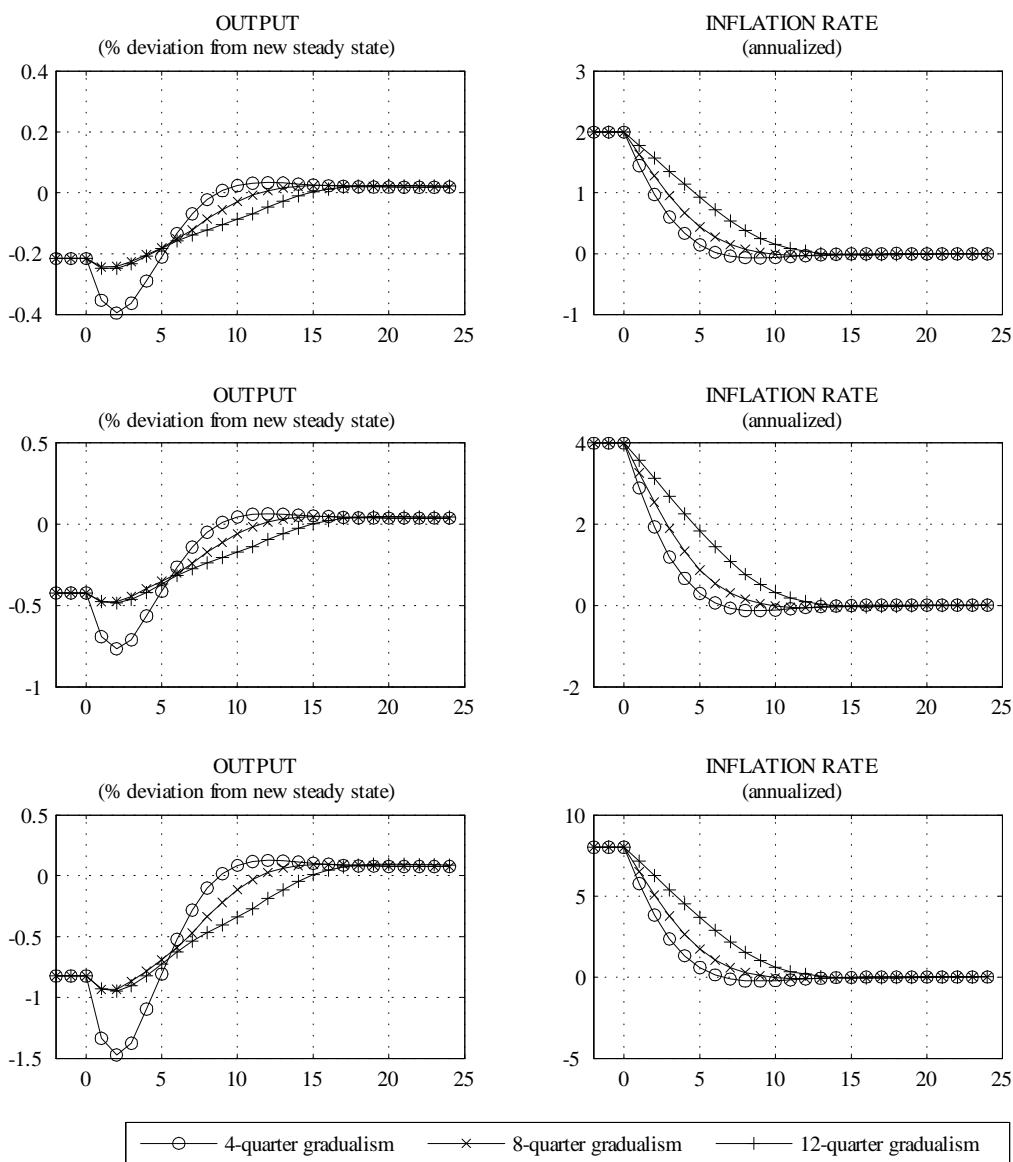 OUTPUT
(% deviation from new steady state)
INFLATION RATE
(annualized)
0.4
0.2
0
-0.2
-0.4
0 5 10 15 20 25
3
2
1
0
-1
0 5 10 15 20 25
OUTPUT
(% deviation from new steady state)
INFLATION RATE
(annualized)
0.5
0
-0.5
-1
0 5 10 15 20 25
4
2
0
-2
0 5 10 15 20 25
OUTPUT
(% deviation from new steady state)
INFLATION RATE
(annualized)
0.5
0
-0.5
-1
-1.5
0 5 10 15 20 25
10
5
0
-5
0 5 10 15 20 25
4-quarter gradualism 8-quarter gradualism 12-quarter gradualism